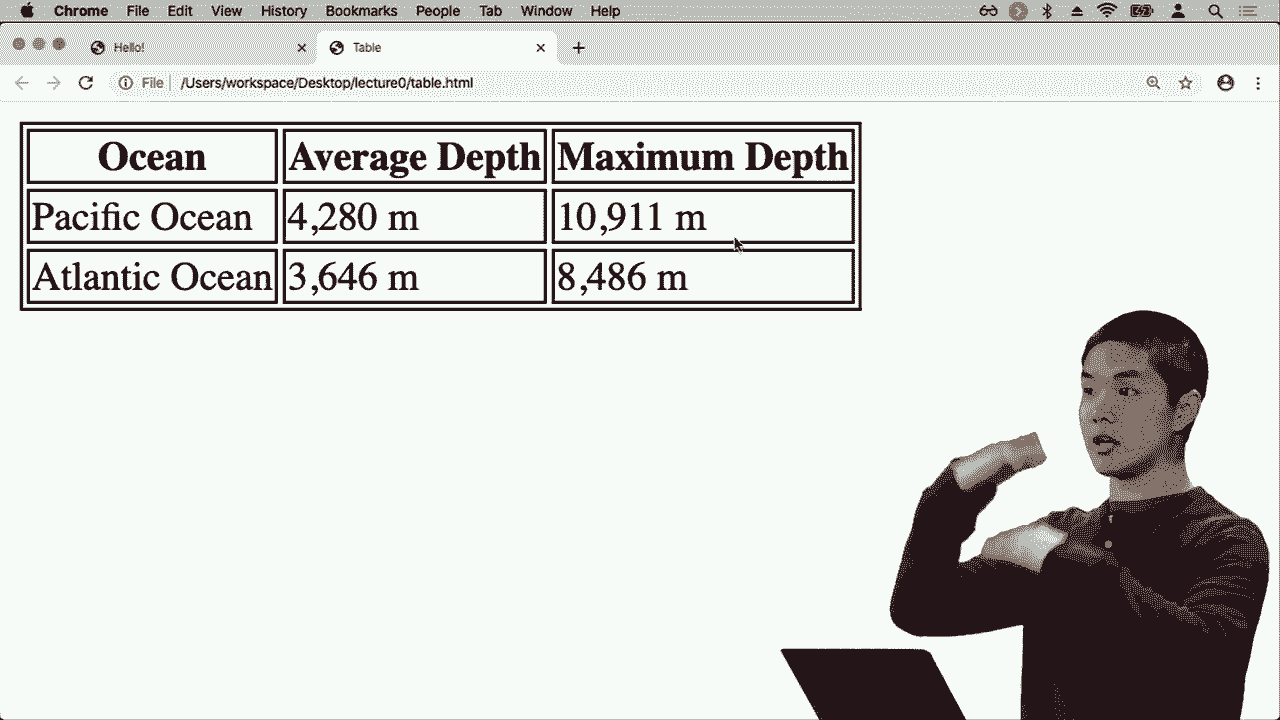 Chrome File Edit View History Bookmarks People Tab Window Help
Hello! Table
File /Users/workspace/Desktop/lecture0/table.html
Ocean Average Depth Maximum Depth
Pacific Ocean 4,280 m 10,911 m
Atlantic Ocean 3,646 m 8,486 m